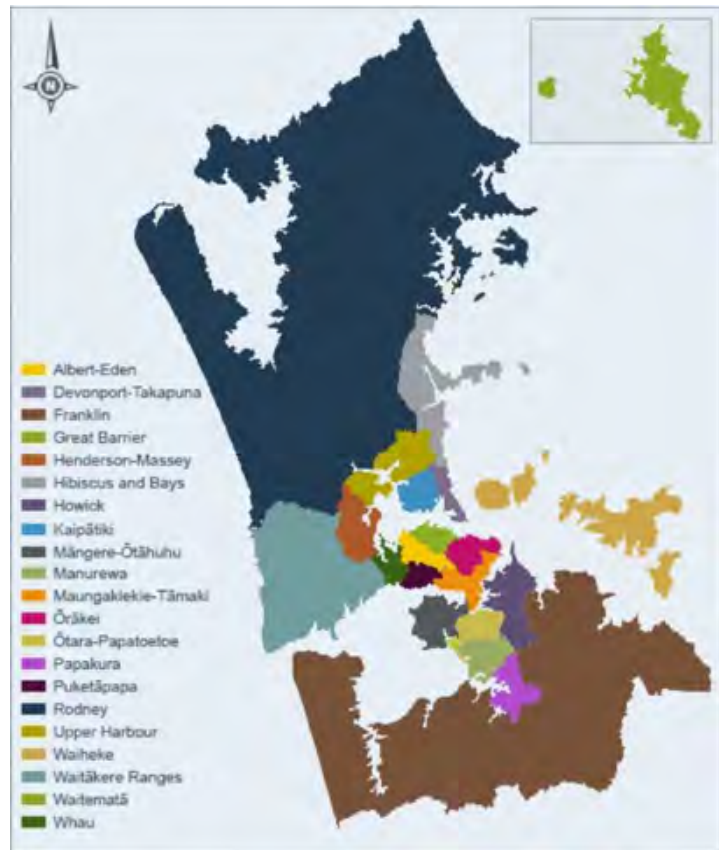 N
Albert-Eden
Devonport-Takapuna
Franklin
Great Barrier
Henderson-Massey
Hibiscus and Bays
Howick
Kaipātiki
Māngere-Ōtāhuhu
Manurewa
Maungakiekie-Tāmaki
Ōrākei
Ōtara-Papatoetoe
Papakura
Puketāpapa
Rodney
Upper Harbour
Waiheke
Waitākere Ranges
Waitematā
Whau